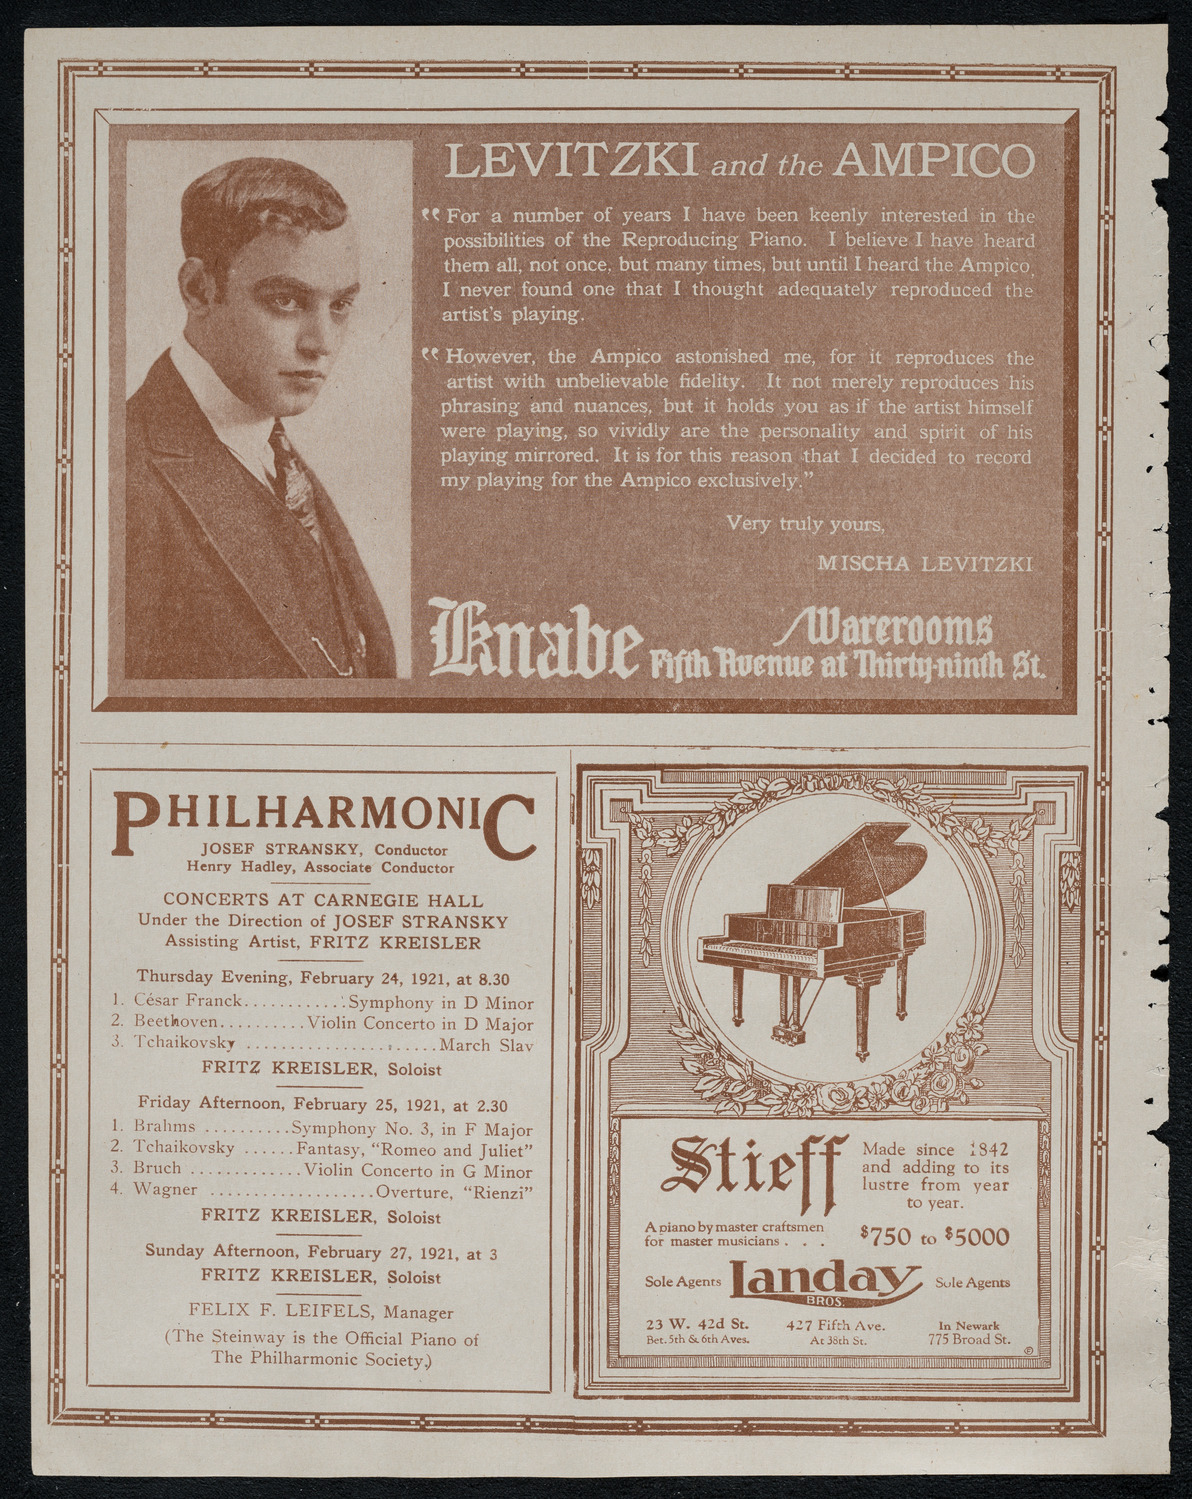 LEVITZKI and the AMPICO
“For a number of years I have been keenly interested in the
possibilities of the Reproducing Piano. I believe I have heard
them all, not once, but many times, but until I heard the Ampico,
I never found one that I thought adequately reproduced the
artist's playing.
“However, the Ampico astonished me, for it reproduces the
artist with unbelievable fidelity. It not merely reproduces his
phrasing and nuances, but it holds you as if the artist himself
were playing, so vividly are the personality and spirit of his
playing mirrored. It is for this reason that I decided to record
my playing for the Ampico exclusively.”
Very truly yours,
MISCHA LEVITZKI
Knabe Warerooms
Fifth Avenue at Thirty-ninth St.
PHILHARMONIC
JOSEF STRANSKY, Conductor
Henry Hadley, Associate Conductor
CONCERTS AT CARNEGIE HALL
Under the Direction of JOSEF STRANSKY
Assisting Artist, FRITZ KREISLER
Thursday Evening, February 24, 1921, at 8.30
1. César Franck...........Symphony in D Minor
2. Beethoven..........Violin Concerto in D Major
3. Tchaikovsky ......................March Slav
FRITZ KREISLER, Soloist
Friday Afternoon, February 25, 1921, at 2.30
1. Brahms ..........Symphony No. 3, in F Major
2. Tchaikovsky ......Fantasy, “Romeo and Juliet”
3. Bruch .............Violin Concerto in G Minor
4. Wagner ...................Overture, “Rienzi”
FRITZ KREISLER, Soloist
Sunday Afternoon, February 27, 1921, at 3
FRITZ KREISLER, Soloist
FELIX F. LEIFELS, Manager
(The Steinway is the Official Piano of
The Philharmonic Society.)
Stieff
Made since 1842
and adding to its
lustre from year
to year.
A piano by master craftsmen
for master musicians . . .
$750 to $5000
Sole Agents Landay Sole Agents
BROS.
23 W. 42d St.
Bet. 5th & 6th Aves.
427 Fifth Ave.
At 38th St.
In Newark
775 Broad St.